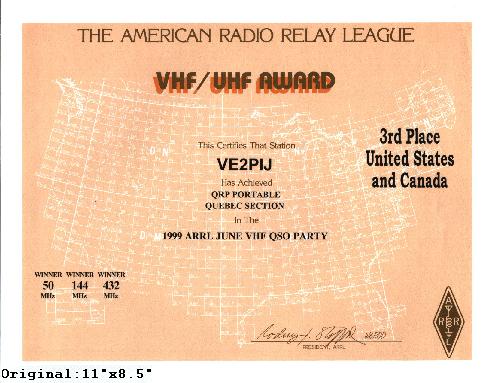 THE AMERICAN RADIO RELAY LEAGUE
VHF/UHF AWARD
This Certifies That Station
VE2PIJ
Has Achieved
QRP PORTABLE
QUEBEC SECTION
In The
1999 ARRL JUNE VHF QSO PARTY
3rd Place
United States
and Canada
WINNER WINNER WINNER
50 144 432
MHz MHz MHz
PRESIDENT, ARRL
A
R R
L
Original:11"x8.5"